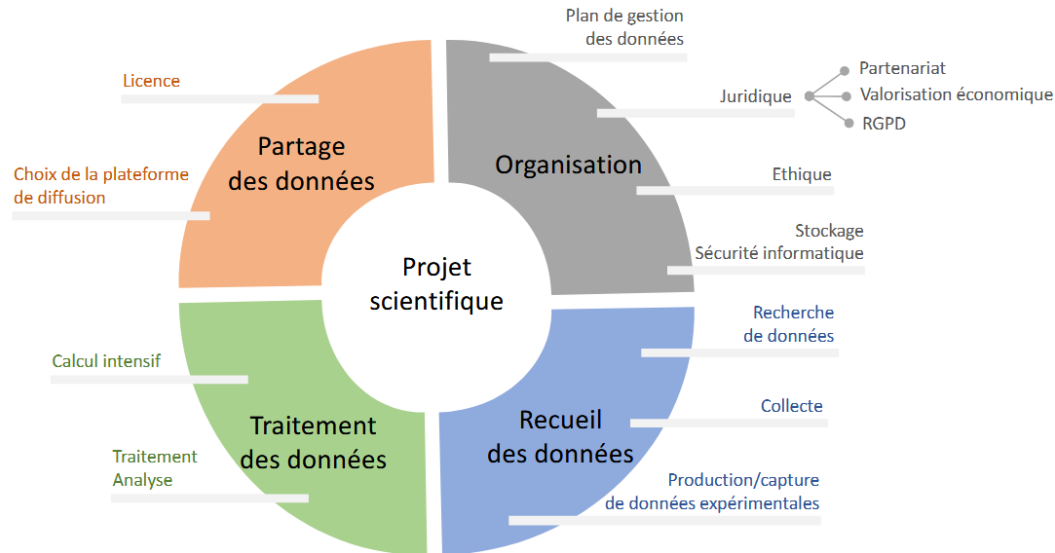 Plan de gestion
des données
Juridique
Partenariat
Valorisation économique
RGPD
Organisation
Ethique
Stockage
Sécurité informatique
Recherche
de données
Collecte
Production/capture
de données expérimentales
Recueil
des données
Traitement
des données
Calcul intensif
Traitement
Analyse
Licence
Choix de la plateforme
de diffusion
Partage
des données
Projet
scientifique